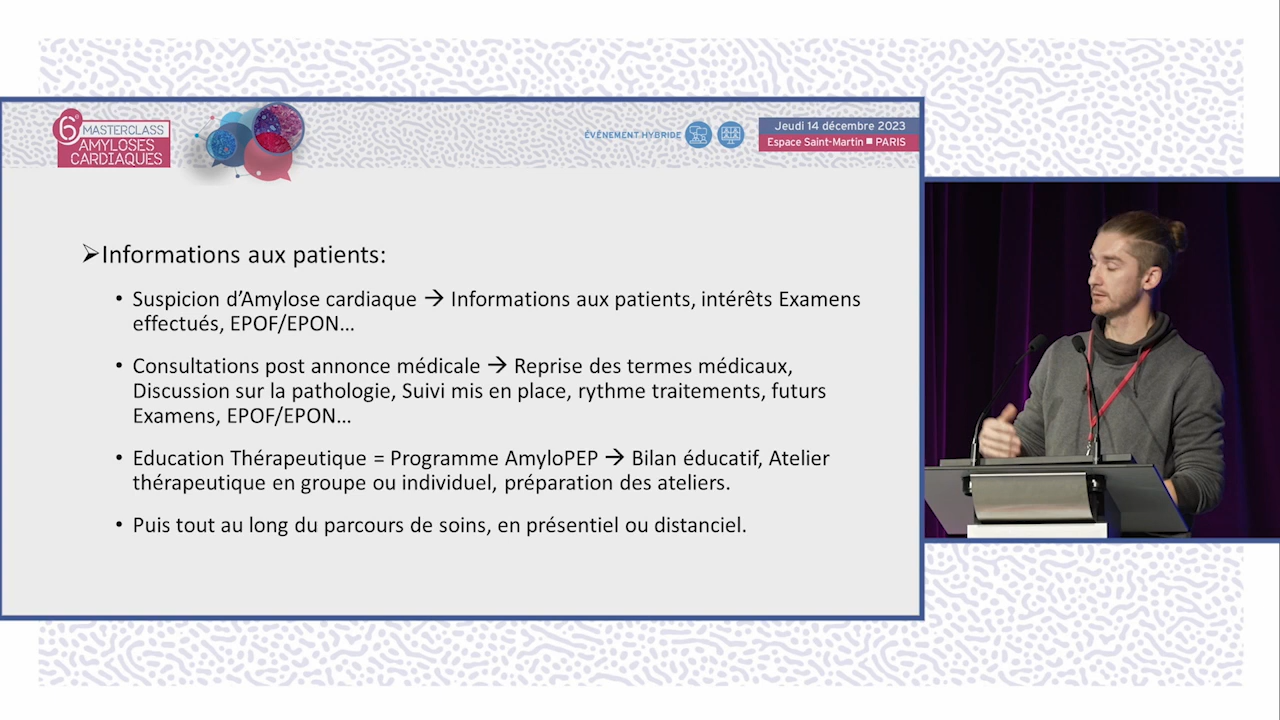 6e
MASTERCLASS
AMYLOSES
CARDIAQUES
ÉVÉNEMENT HYBRIDE
Jeudi 14 décembre 2023
Espace Saint-Martin ■ PARIS
➢Informations aux patients:
• Suspicion d’Amylose cardiaque → Informations aux patients, intérêts Examens
effectués, EPOF/EPON…
• Consultations post annonce médicale → Reprise des termes médicaux,
Discussion sur la pathologie, Suivi mis en place, rythme traitements, futurs
Examens, EPOF/EPON…
• Education Thérapeutique = Programme AmyloPEP → Bilan éducatif, Atelier
thérapeutique en groupe ou individuel, préparation des ateliers.
• Puis tout au long du parcours de soins, en présentiel ou distanciel.